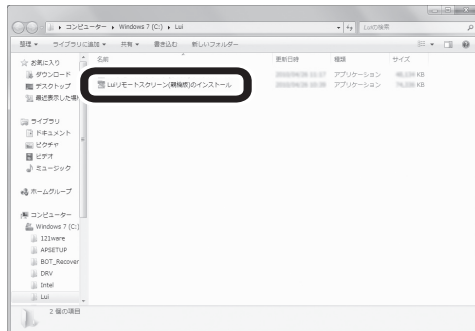 コンピューター ▸ Windows 7 (C:) ▸ Lui
Luiの検索
整理 ▼ ライブラリに追加 ▼ 共有 ▼ 書き込む 新しいフォルダー
名前 更新日時 種類 サイズ
お気に入り
ダウンロード
デスクトップ
最近表示した場
ライブラリ
ドキュメント
ピクチャ
ビデオ
ミュージック
ホームグループ
コンピューター
Windows 7 (C:)
121ware
APSETUP
BOT_Recover
DRV
Intel
Lui
アプリケーション KB
Luiリモートスクリーン(親機版)のインストール アプリケーション KB
2 個の項目